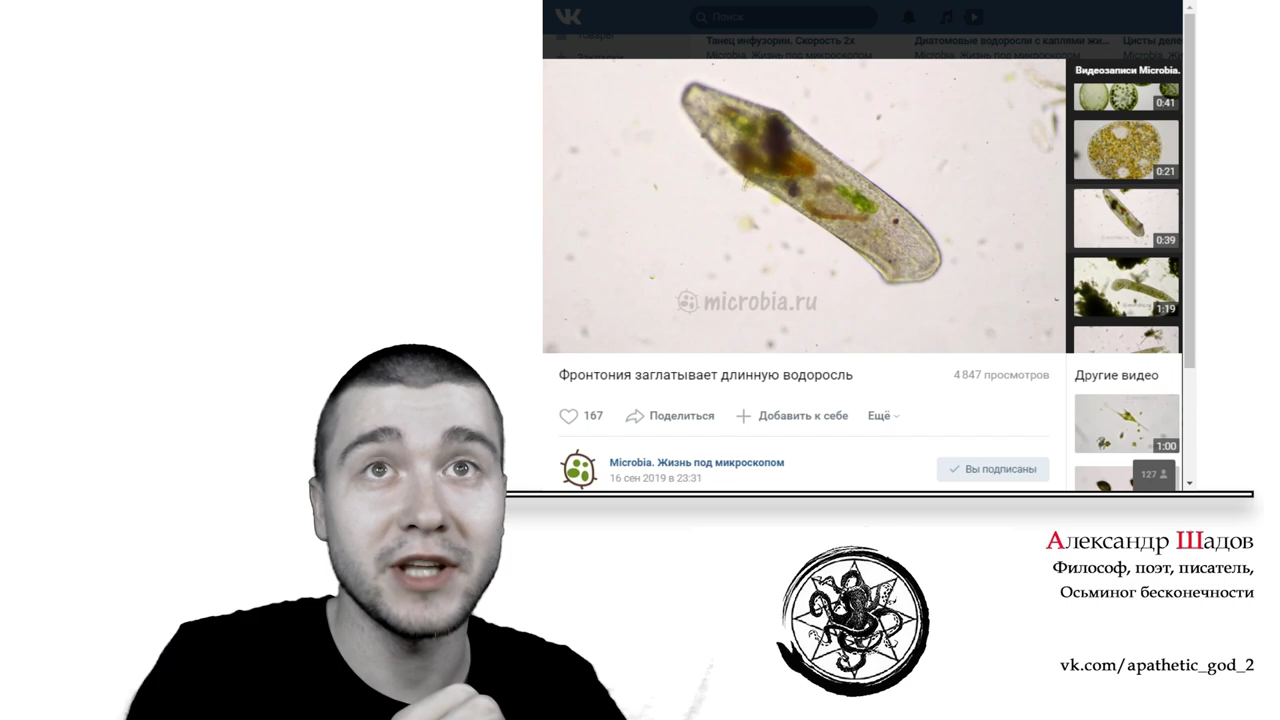 Поиск
Танец инфузории. Скорость 2х
Диатомовые водоросли с каплями жи...
Цисты деле
Microbia. Жизнь под микроскопом
Microbia. Жизнь под микроскопом
Microbia. Ж
Видеозаписи Microbia.
0:41
0:21
0:39
1:19
microbia.ru
Фронтония заглатывает длинную водоросль
4 847 просмотров
Другие видео
167
Поделиться
Добавить к себе
Ещё
1:00
Microbia. Жизнь под микроскопом
16 сен 2019 в 23:31
Вы подписаны
127
Александр Шадов
Философ, поэт, писатель,
Осьминог бесконечности
vk.com/apathetic_god_2